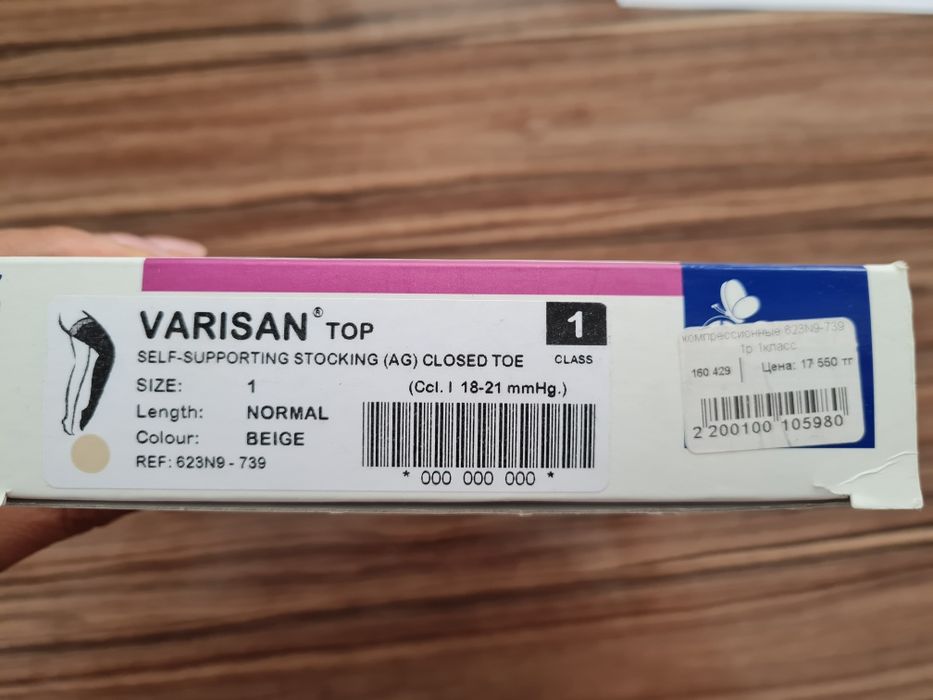 VARISAN® TOP
SELF-SUPPORTING STOCKING (AG) CLOSED TOE
1
CLASS
SIZE: 1
(Ccl. I 18-21 mmHg.)
Length: NORMAL
Colour: BEIGE
REF: 623N9 - 739
* 000 000 000 *
компрессионные 623N9-739
1р 1класс
160 429
Цена: 17 560 тг
2 200100 105980